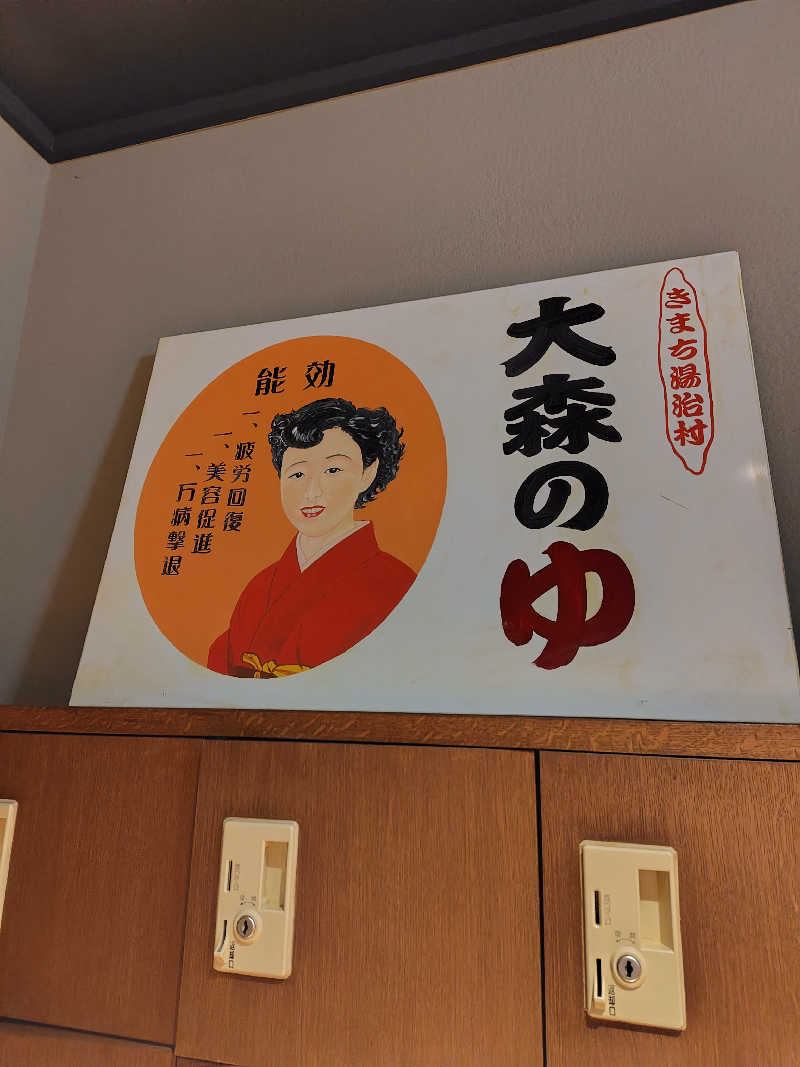 きまち湯治村
大森のゆ
効能
一、疲労回復
一、美容促進
一、万病撃退